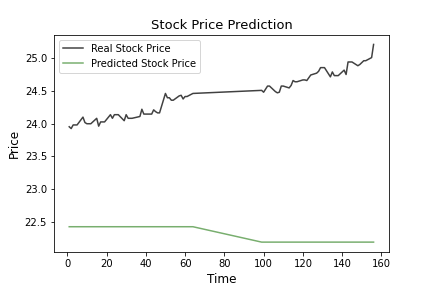 Stock Price Prediction
Real Stock Price
Predicted Stock Price
25.0
24.5
24.0
23.5
23.0
22.5
Price
0 20 40 60 80 100 120 140 160
Time